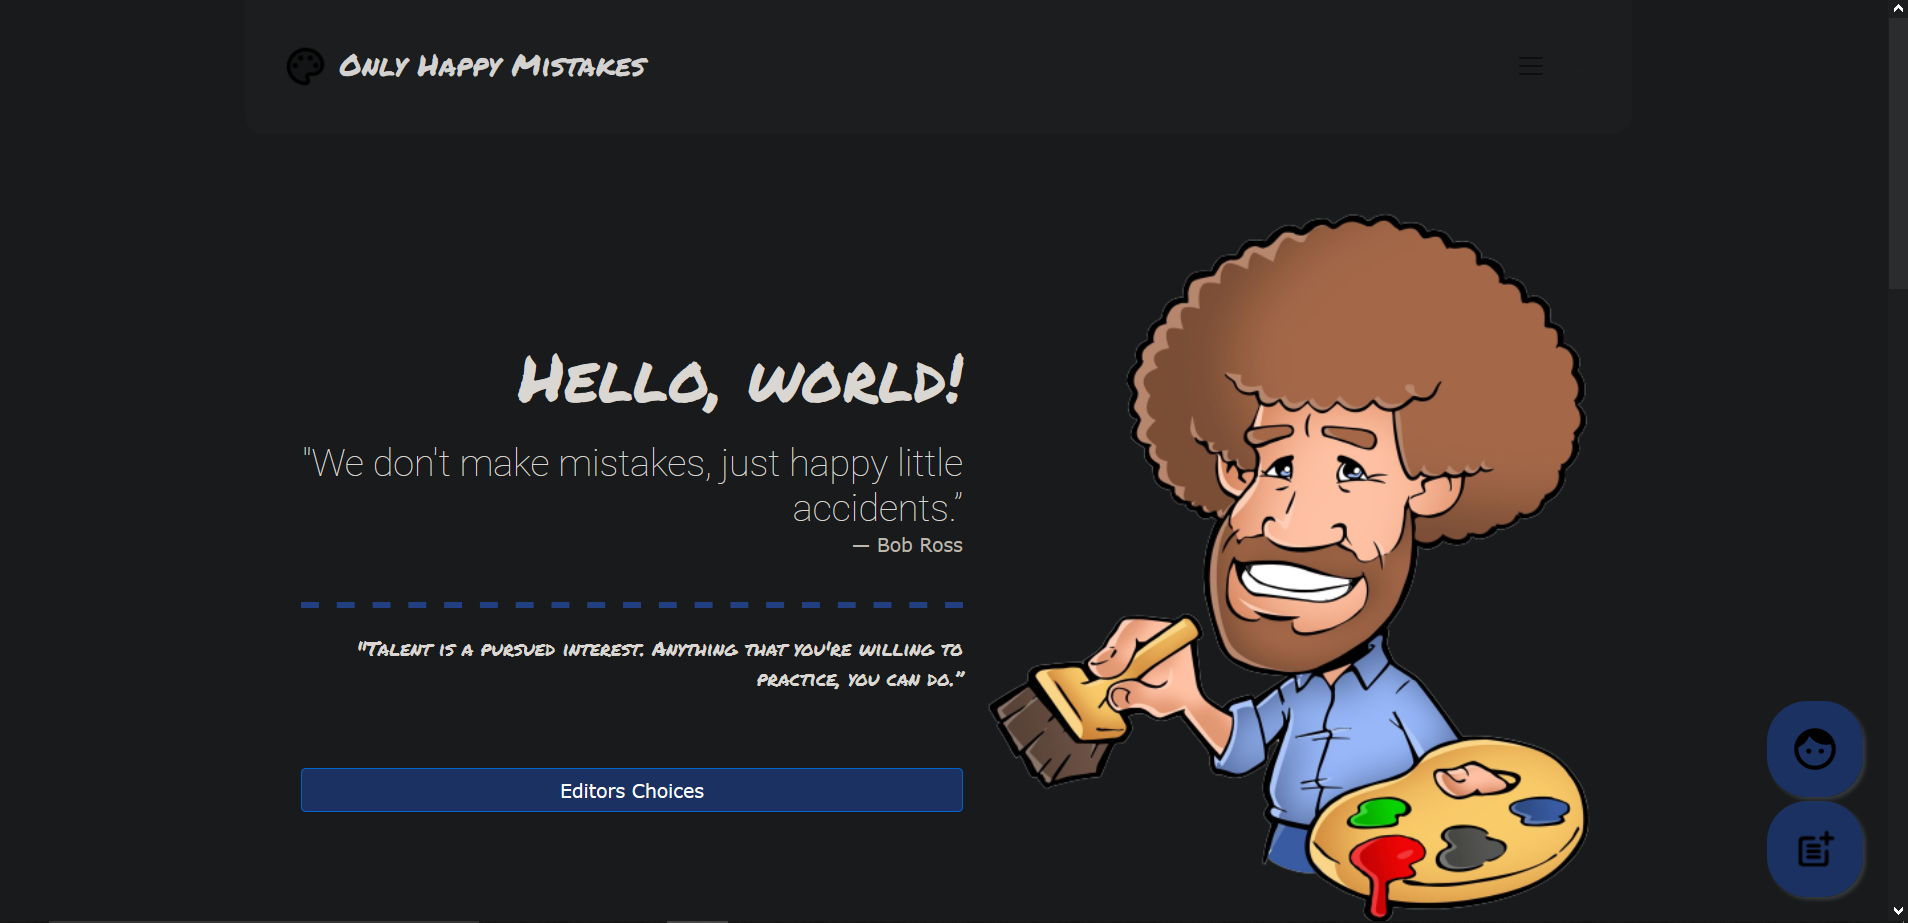 Only Happy Mistakes
Hello, world!
"We don't make mistakes, just happy little
accidents.”
— Bob Ross
"Talent is a pursued interest. Anything that you're willing to
practice, you can do.”
Editors Choices